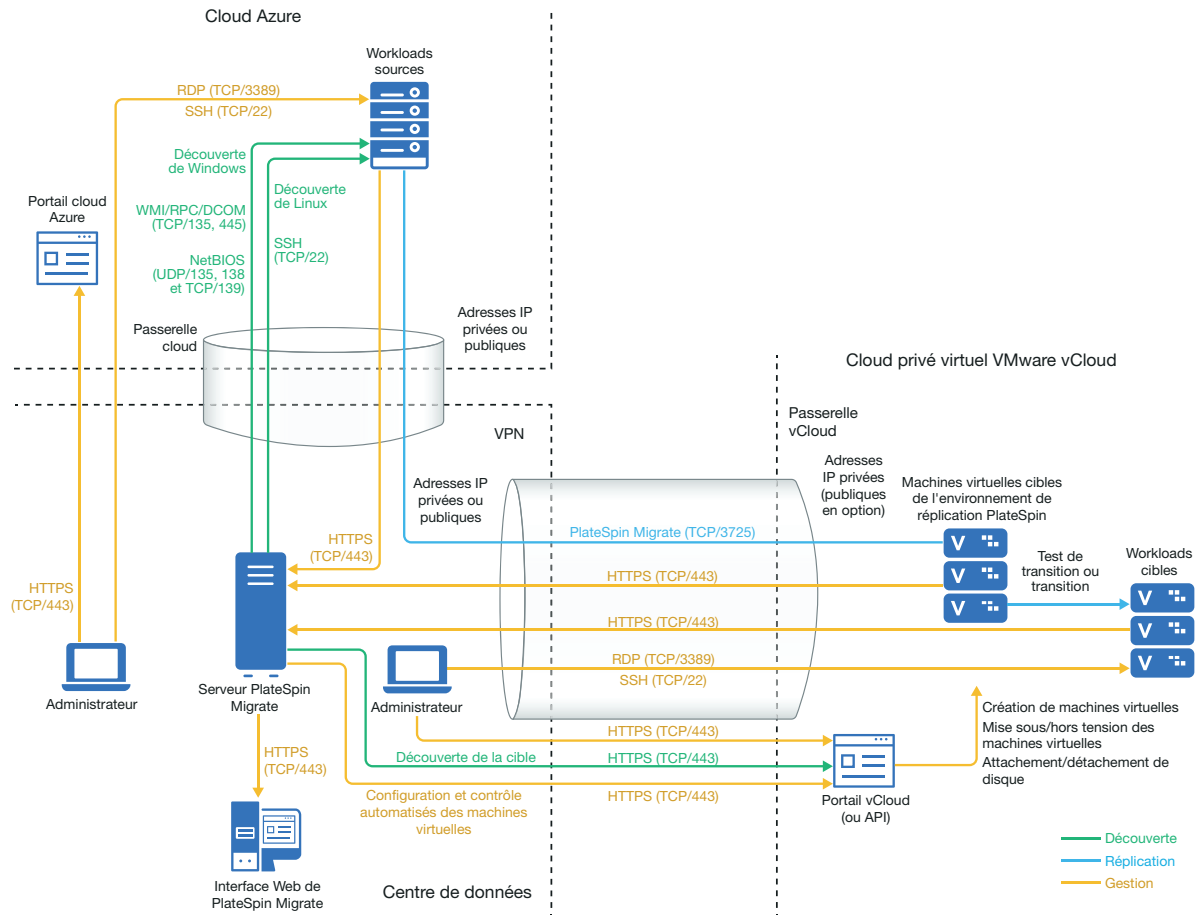 Cloud Azure
Workloads
sources
RDP (TCP/3389)
SSH (TCP/22)
Découverte
de Windows
Découverte
de Linux
Portail cloud
Azure
WMI/RPC/DCOM
(TCP/135, 445)
SSH
(TCP/22)
NetBIOS
(UDP/135, 138
et TCP/139)
Passerelle
cloud
Adresses IP
privées ou
publiques
Cloud privé virtuel VMware vCloud
Passerelle
vCloud
VPN
Adresses IP
privées ou
publiques
Adresses
IP privées
(publiques
en option)
Machines virtuelles cibles
de l'environnement de
réplication PlateSpin
PlateSpin Migrate (TCP/3725)
HTTPS
(TCP/443)
V
V
V
Test de
transition ou
transition
Workloads
cibles
V
V
V
HTTPS (TCP/443)
HTTPS
(TCP/443)
HTTPS (TCP/443)
RDP (TCP/3389)
SSH (TCP/22)
Administrateur
Serveur PlateSpin
Migrate
Administrateur
Création de machines virtuelles
Mise sous/hors tension des
machines virtuelles
Attachement/détachement de
disque
HTTPS (TCP/443)
HTTPS
(TCP/443)
Découverte de la cible
HTTPS (TCP/443)
Configuration et contrôle
automatisés des machines
virtuelles
HTTPS (TCP/443)
Portail vCloud
(ou API)
Interface Web de
PlateSpin Migrate
Centre de données
Découverte
Réplication
Gestion